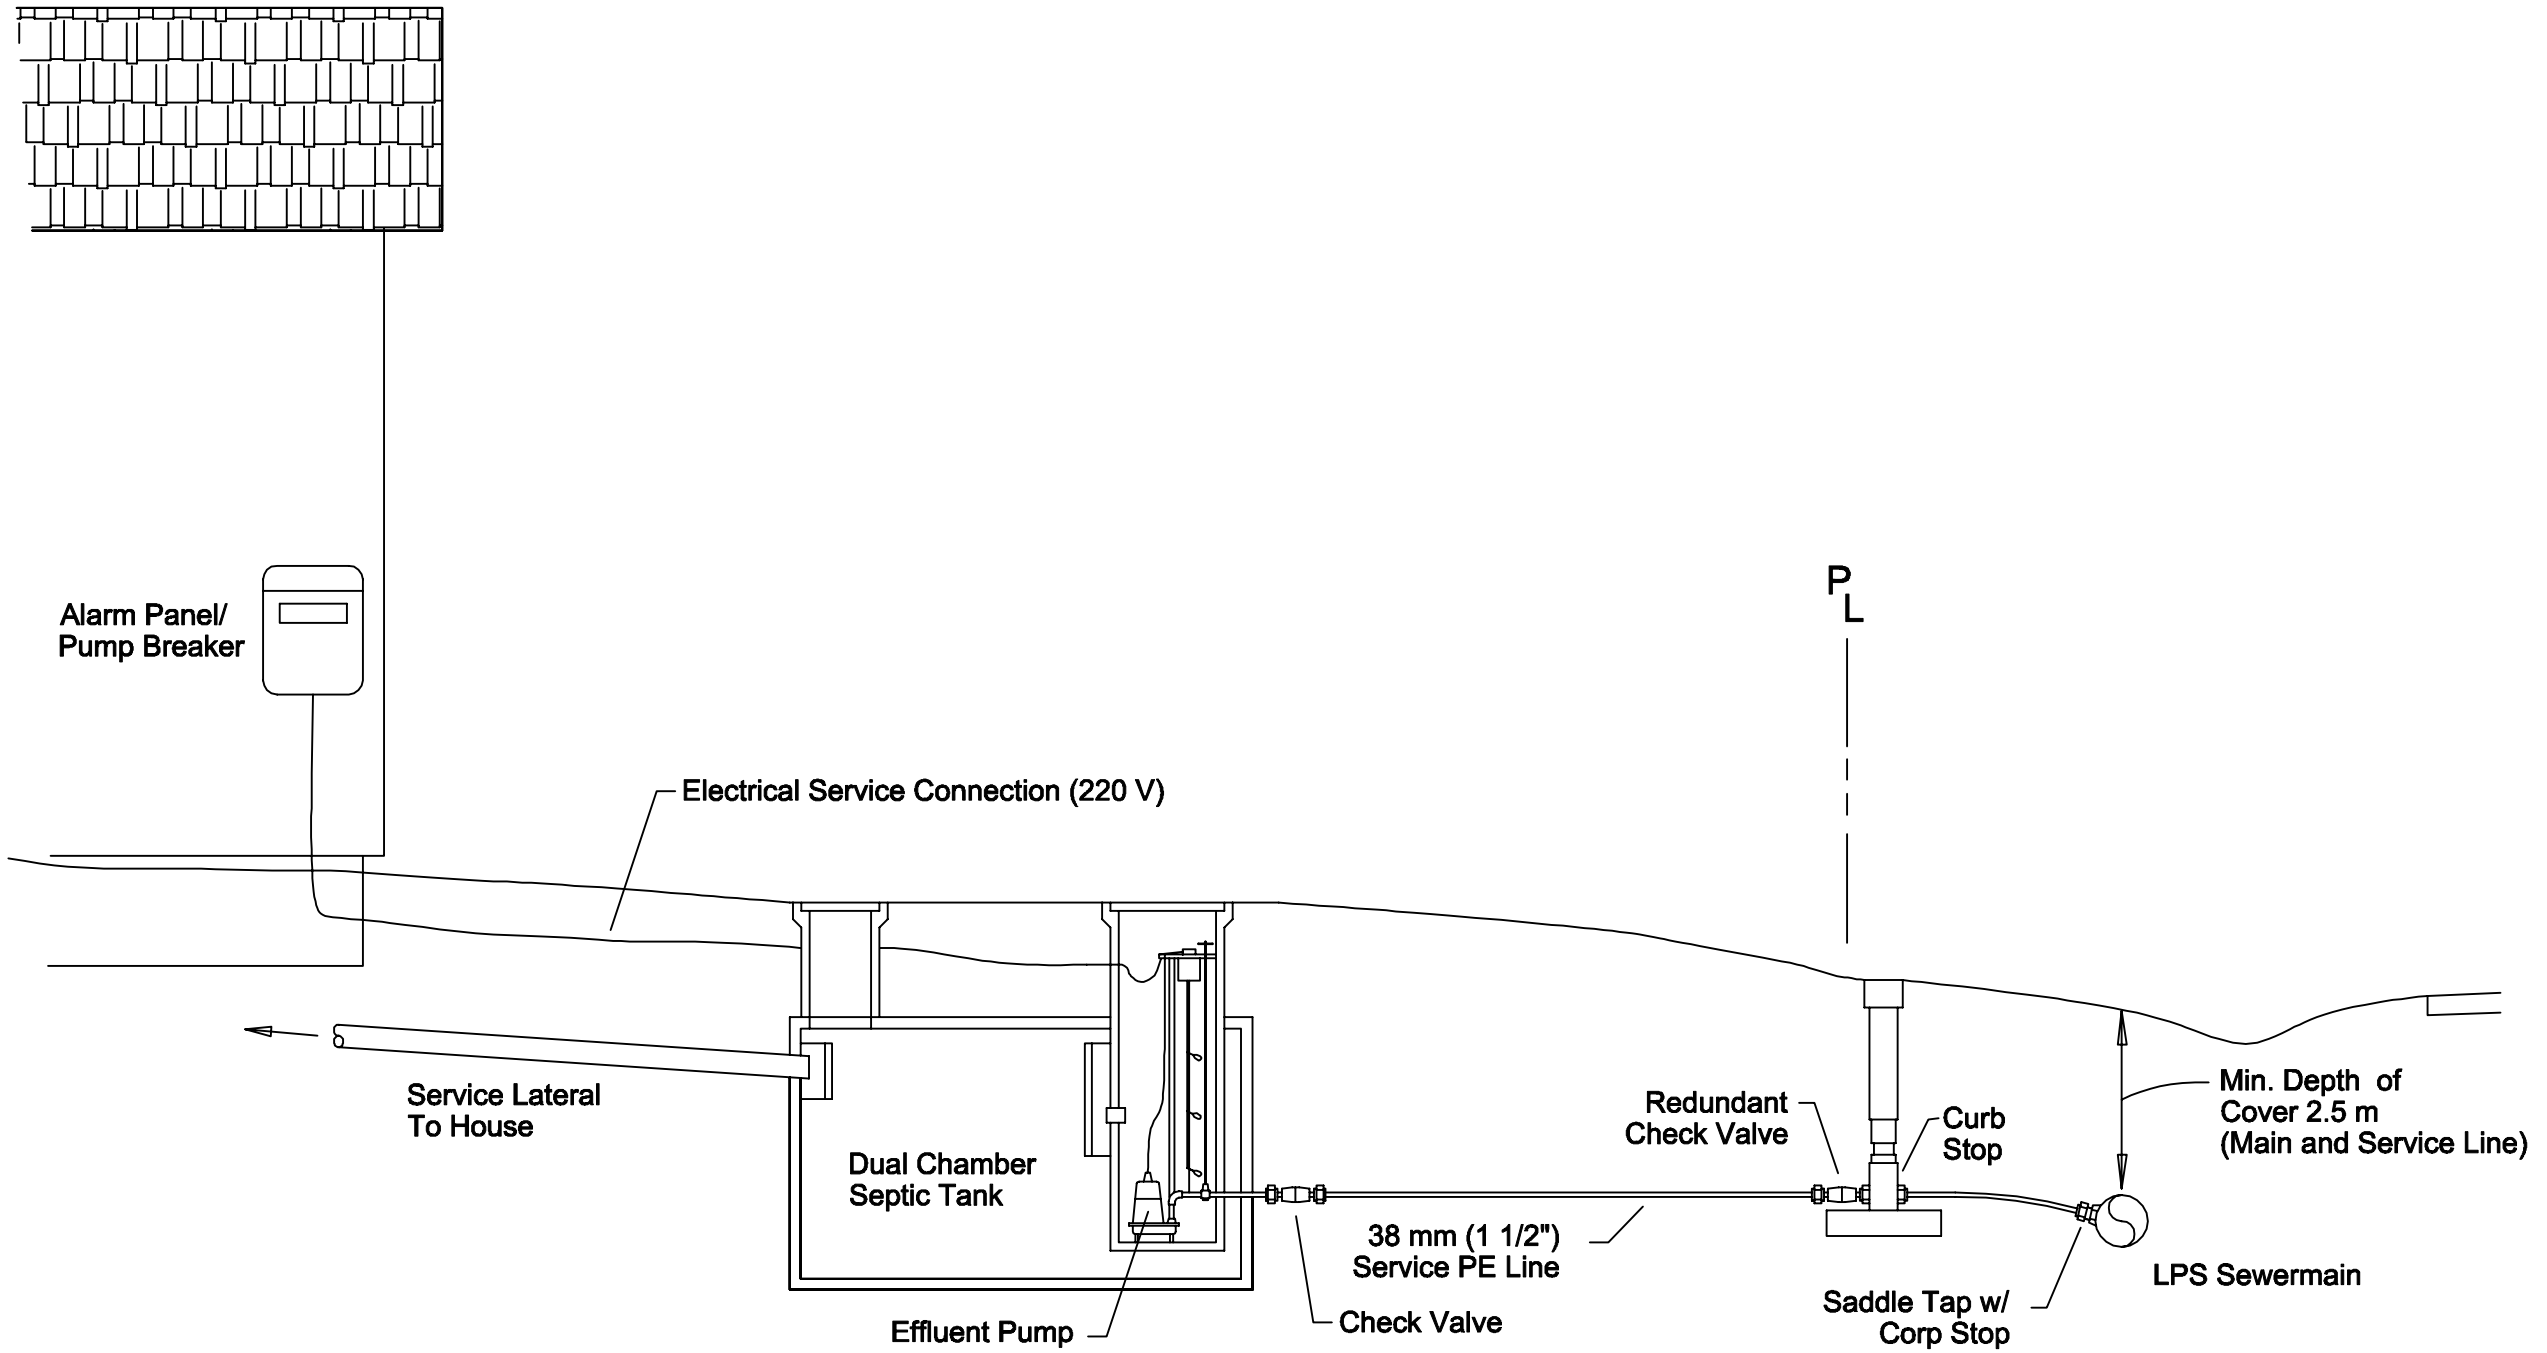 Alarm Panel/
Pump Breaker
P
L
Electrical Service Connection (220 V)
Service Lateral
To House
Dual Chamber
Septic Tank
Effluent Pump
Check Valve
38 mm (1 1/2")
Service PE Line
Redundant
Check Valve
Curb
Stop
Min. Depth of
Cover 2.5 m
(Main and Service Line)
LPS Sewermain
Saddle Tap w/
Corp Stop